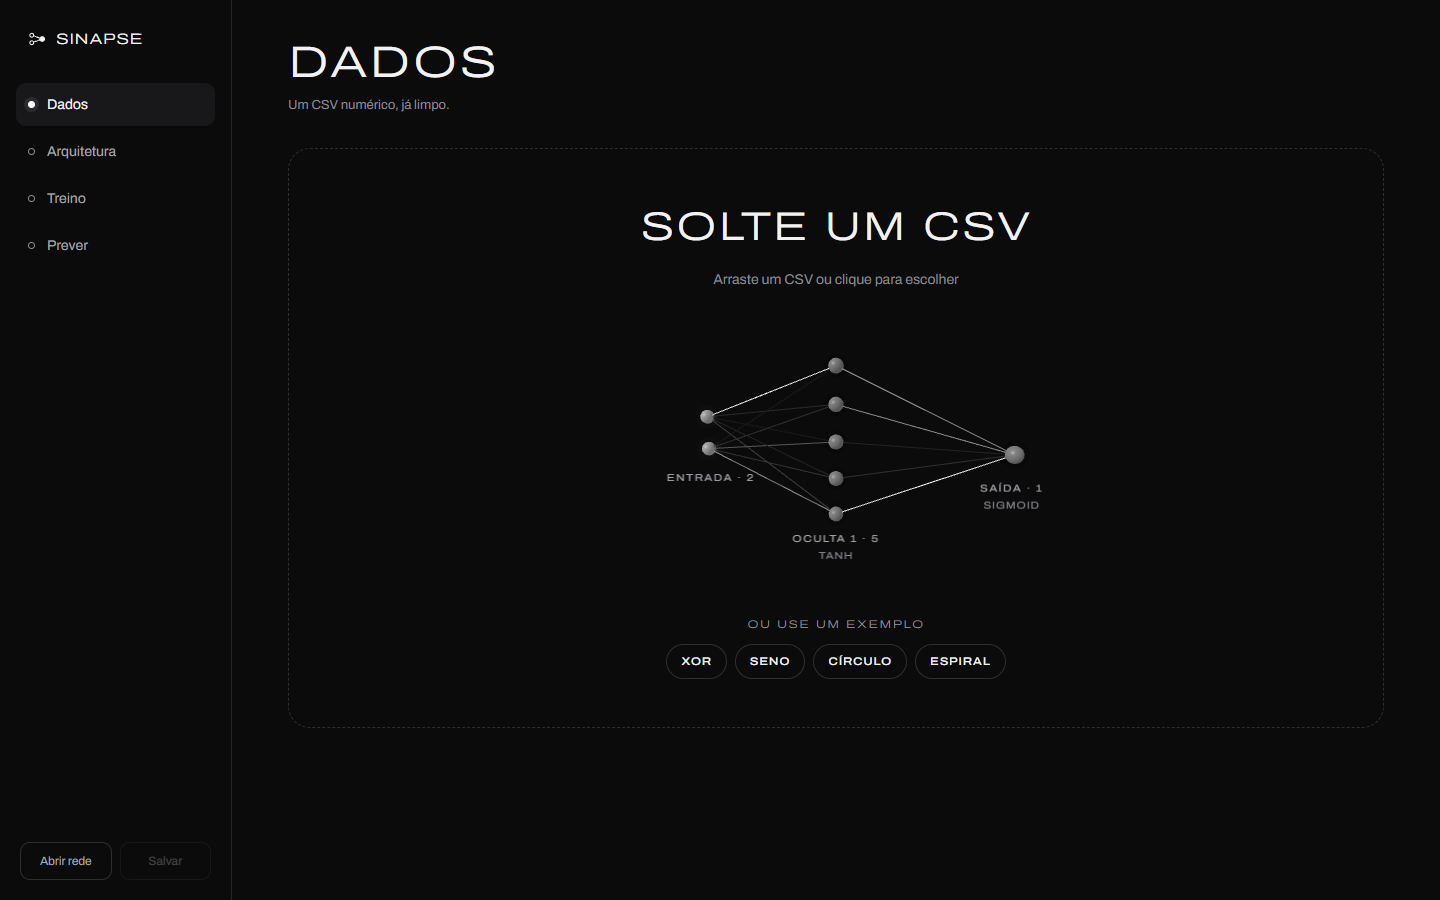 SINAPSE
Dados
Arquitetura
Treino
Prever
Abrir rede
Salvar
DADOS
Um CSV numérico, já limpo.
SOLTE UM CSV
Arraste um CSV ou clique para escolher
ENTRADA · 2
SAÍDA · 1
SIGMOID
OCULTA 1 · 5
TANH
OU USE UM EXEMPLO
XOR
SENO
CÍRCULO
ESPIRAL